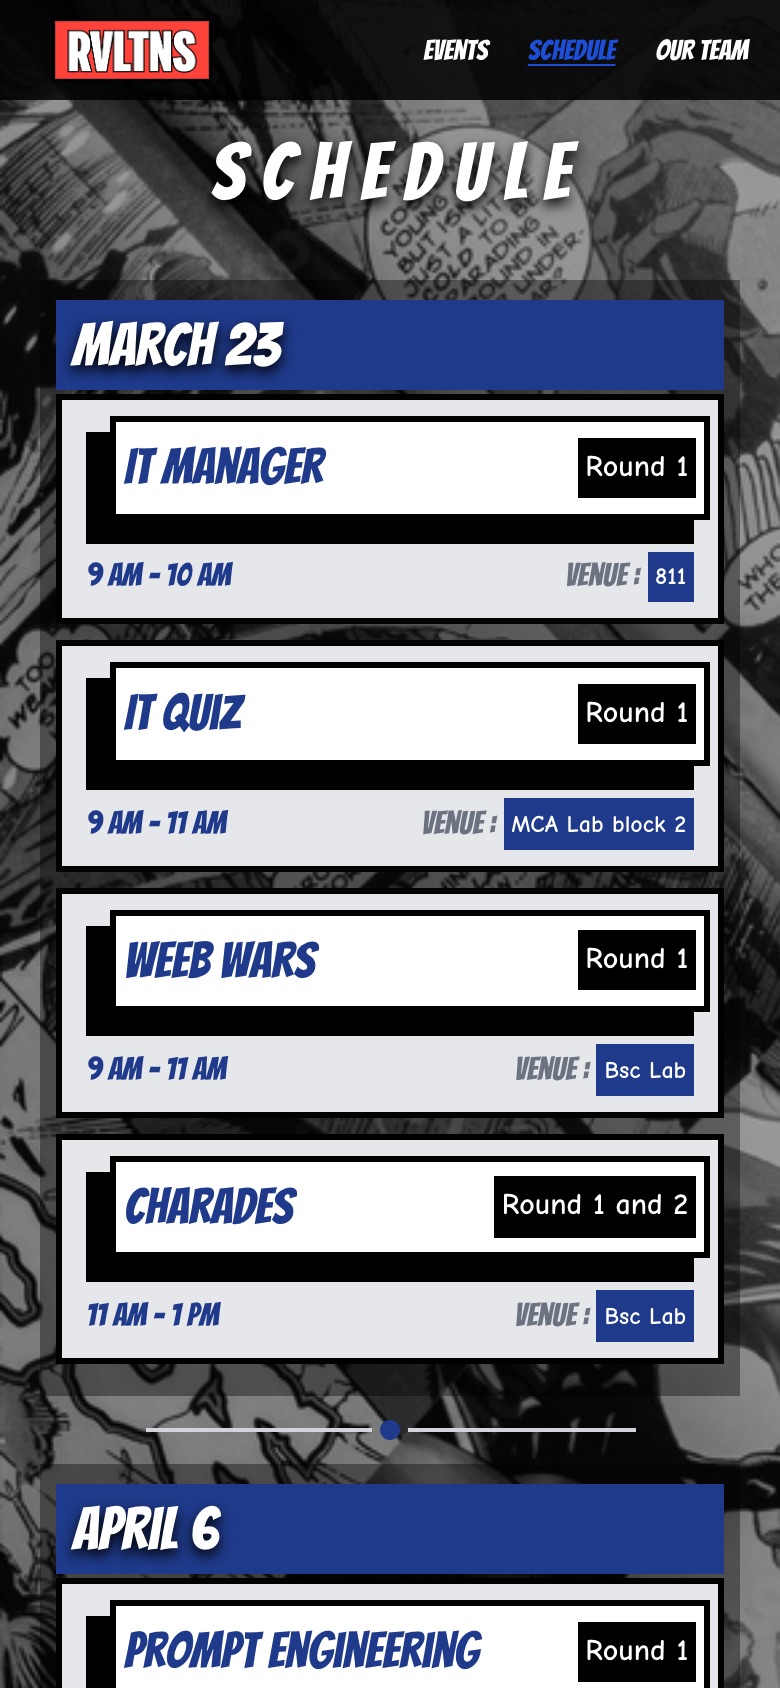 RVLTNS
EVENTS SCHEDULE OUR TEAM
SCHEDULE
MARCH 23
IT MANAGER Round 1
9 AM - 10 AM VENUE : 811
IT QUIZ Round 1
9 AM - 11 AM VENUE : MCA Lab block 2
WEEB WARS Round 1
9 AM - 11 AM VENUE : Bsc Lab
CHARADES Round 1 and 2
11 AM - 1 PM VENUE : Bsc Lab
APRIL 6
PROMPT ENGINEERING Round 1